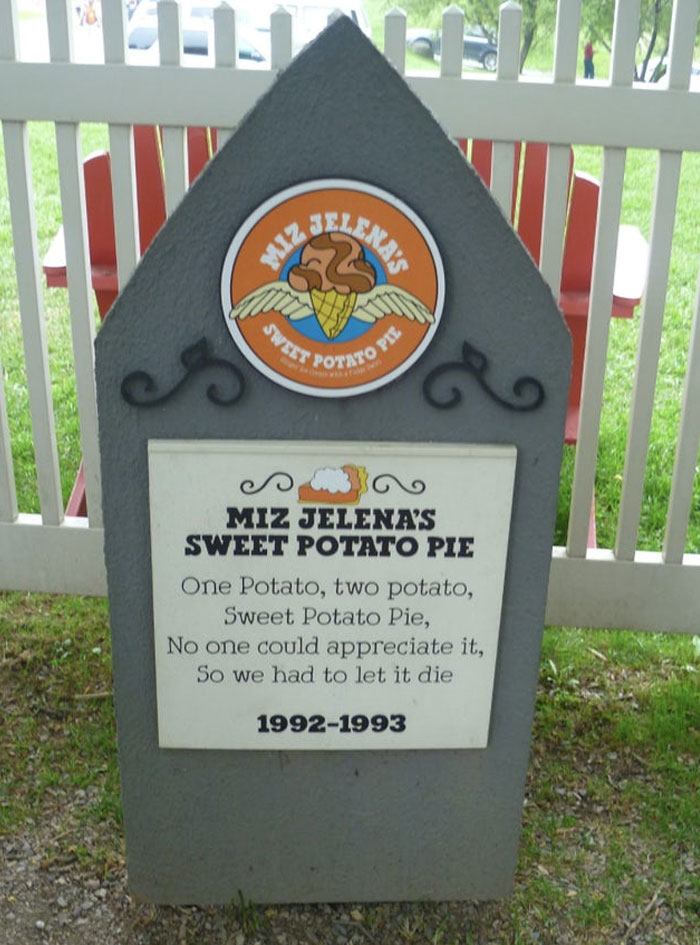 MIZ JELENA'S
SWEET POTATO PIE
MIZ JELENA'S
SWEET POTATO PIE
One Potato, two potato,
Sweet Potato Pie,
No one could appreciate it,
So we had to let it die
1992-1993